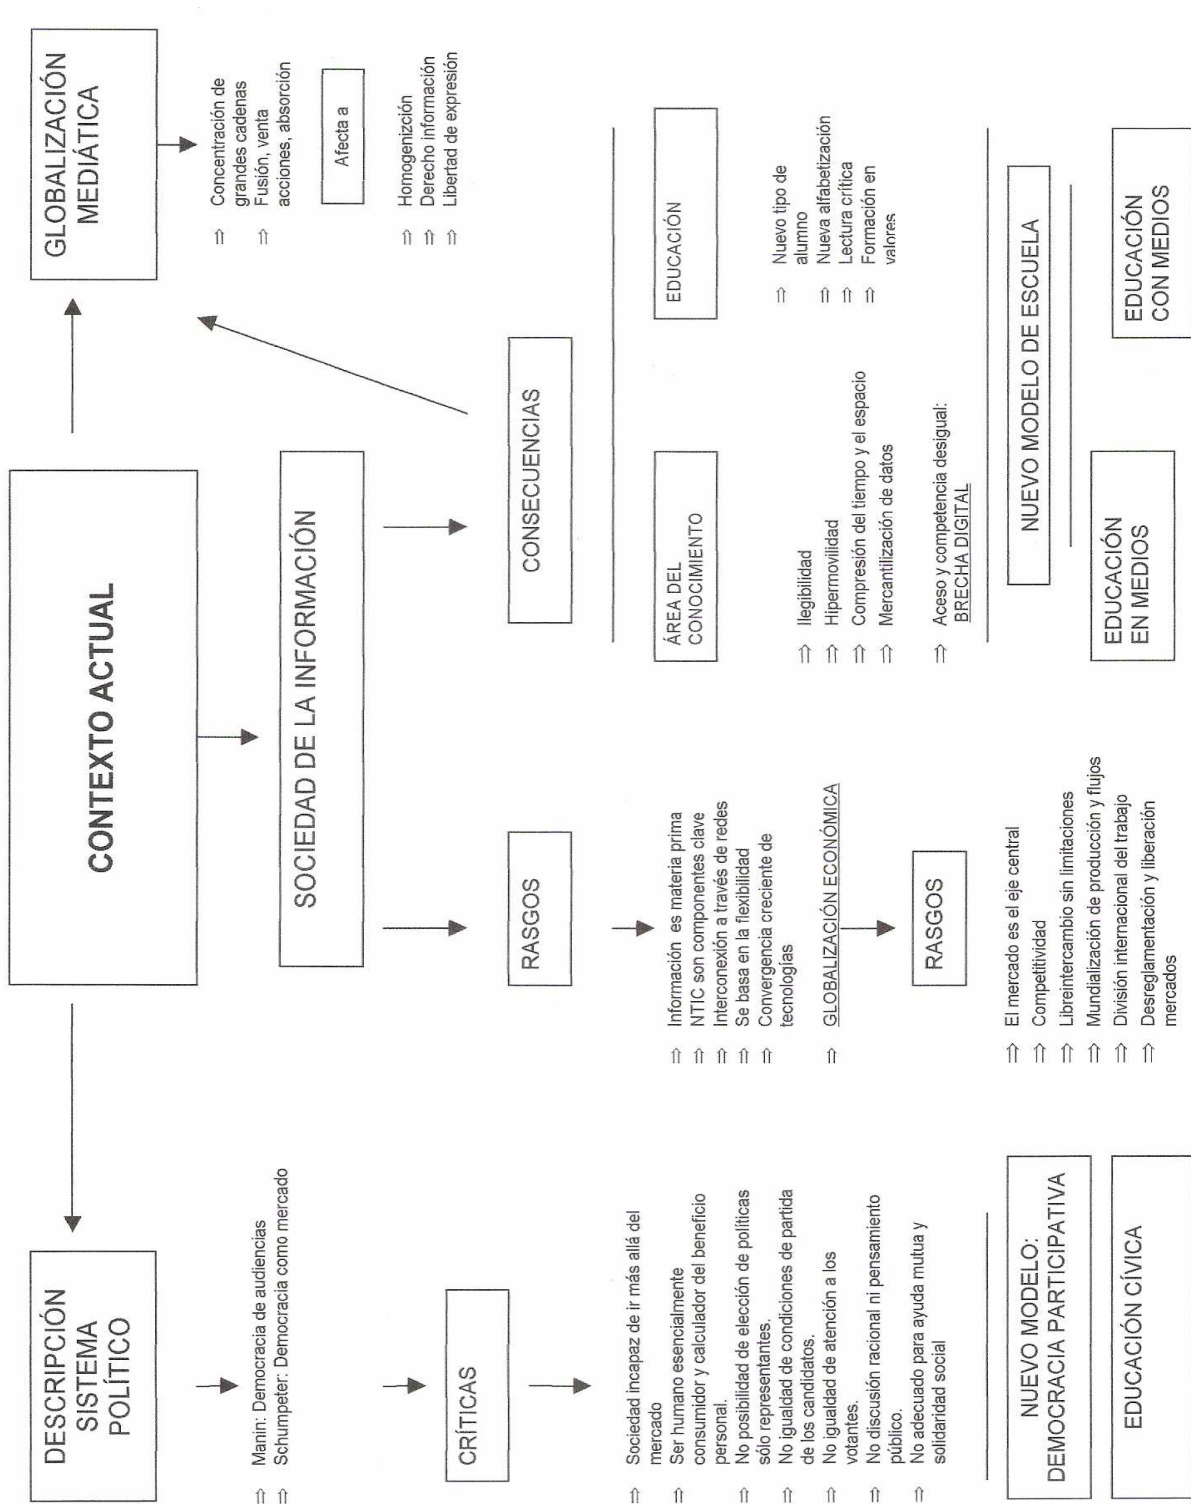 CONTEXTO ACTUAL
DESCRIPCIÓN
SISTEMA
POLÍTICO
⇒ Manin: Democracia de audiencias
⇒ Schumpeter: Democracia como mercado
CRÍTICAS
⇒ Sociedad incapaz de ir más allá del
mercado
⇒ Ser humano esencialmente
consumidor y calculador del beneficio
personal.
⇒ No posibilidad de elección de políticas
sólo representantes.
⇒ No igualdad de condiciones de partida
de los candidatos.
⇒ No igualdad de atención a los
votantes.
⇒ No discusión racional ni pensamiento
público.
⇒ No adecuado para ayuda mutua y
solidaridad social
NUEVO MODELO:
DEMOCRACIA PARTICIPATIVA
EDUCACIÓN CÍVICA
SOCIEDAD DE LA INFORMACIÓN
RASGOS
⇒ Información es materia prima
⇒ NTIC son componentes clave
⇒ Interconexión a través de redes
⇒ Se basa en la flexibilidad
⇒ Convergencia creciente de
tecnologías
⇒ GLOBALIZACIÓN ECONÓMICA
RASGOS
⇒ El mercado es el eje central
⇒ Competitividad
⇒ Libreintercambio sin limitaciones
⇒ Mundialización de producción y flujos
⇒ División internacional del trabajo
⇒ Desreglamentación y liberación
mercados
CONSECUENCIAS
ÁREA DEL
CONOCIMIENTO
⇒ Ilegibilidad
⇒ Hipermovilidad
⇒ Compresión del tiempo y el espacio
⇒ Mercantilización de datos
⇒ Aceso y competencia desigual:
BRECHA DIGITAL
EDUCACIÓN
⇒ Nuevo tipo de
alumno
⇒ Nueva alfabetización
⇒ Lectura crítica
⇒ Formación en
valores
NUEVO MODELO DE ESCUELA
EDUCACIÓN
EN MEDIOS
EDUCACIÓN
CON MEDIOS
GLOBALIZACIÓN
MEDIÁTICA
⇒ Concentración de
grandes cadenas
⇒ Fusión, venta
acciones, absorción
Afecta a
⇒ Homogenizción
⇒ Derecho información
⇒ Libertad de expresión